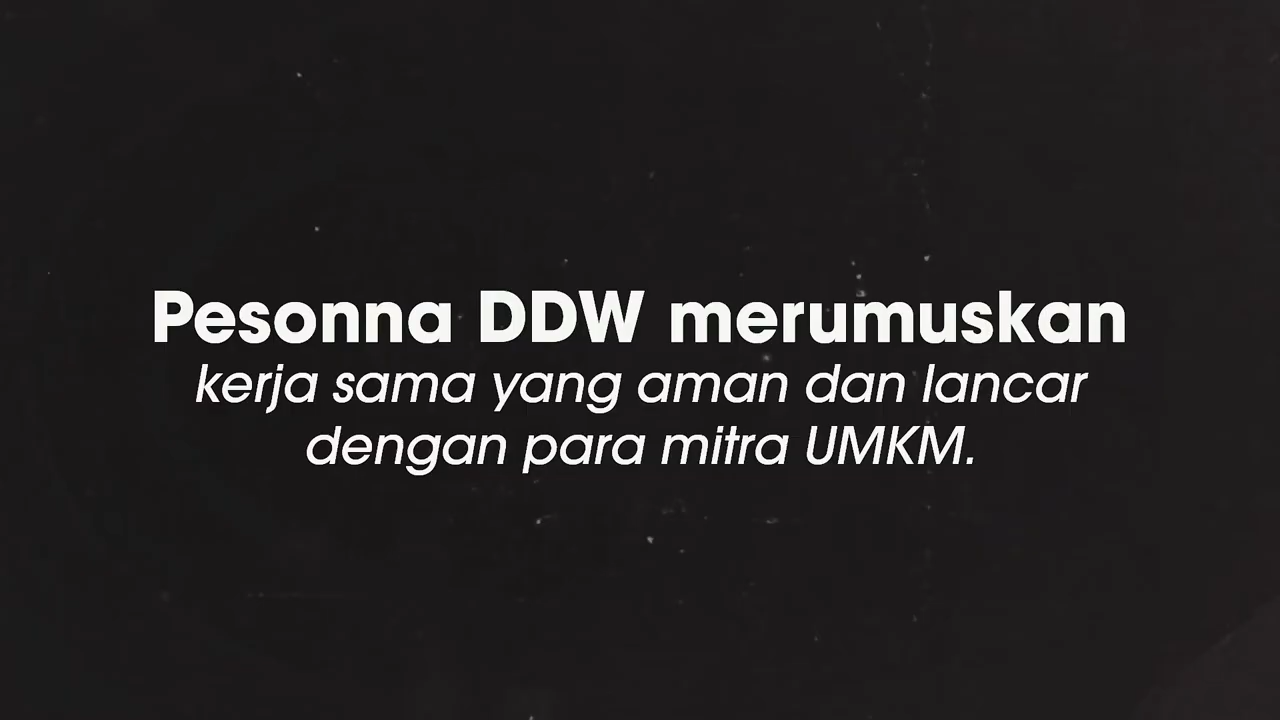 Pesonna DDW merumuskan
kerja sama yang aman dan lancar
dengan para mitra UMKM.